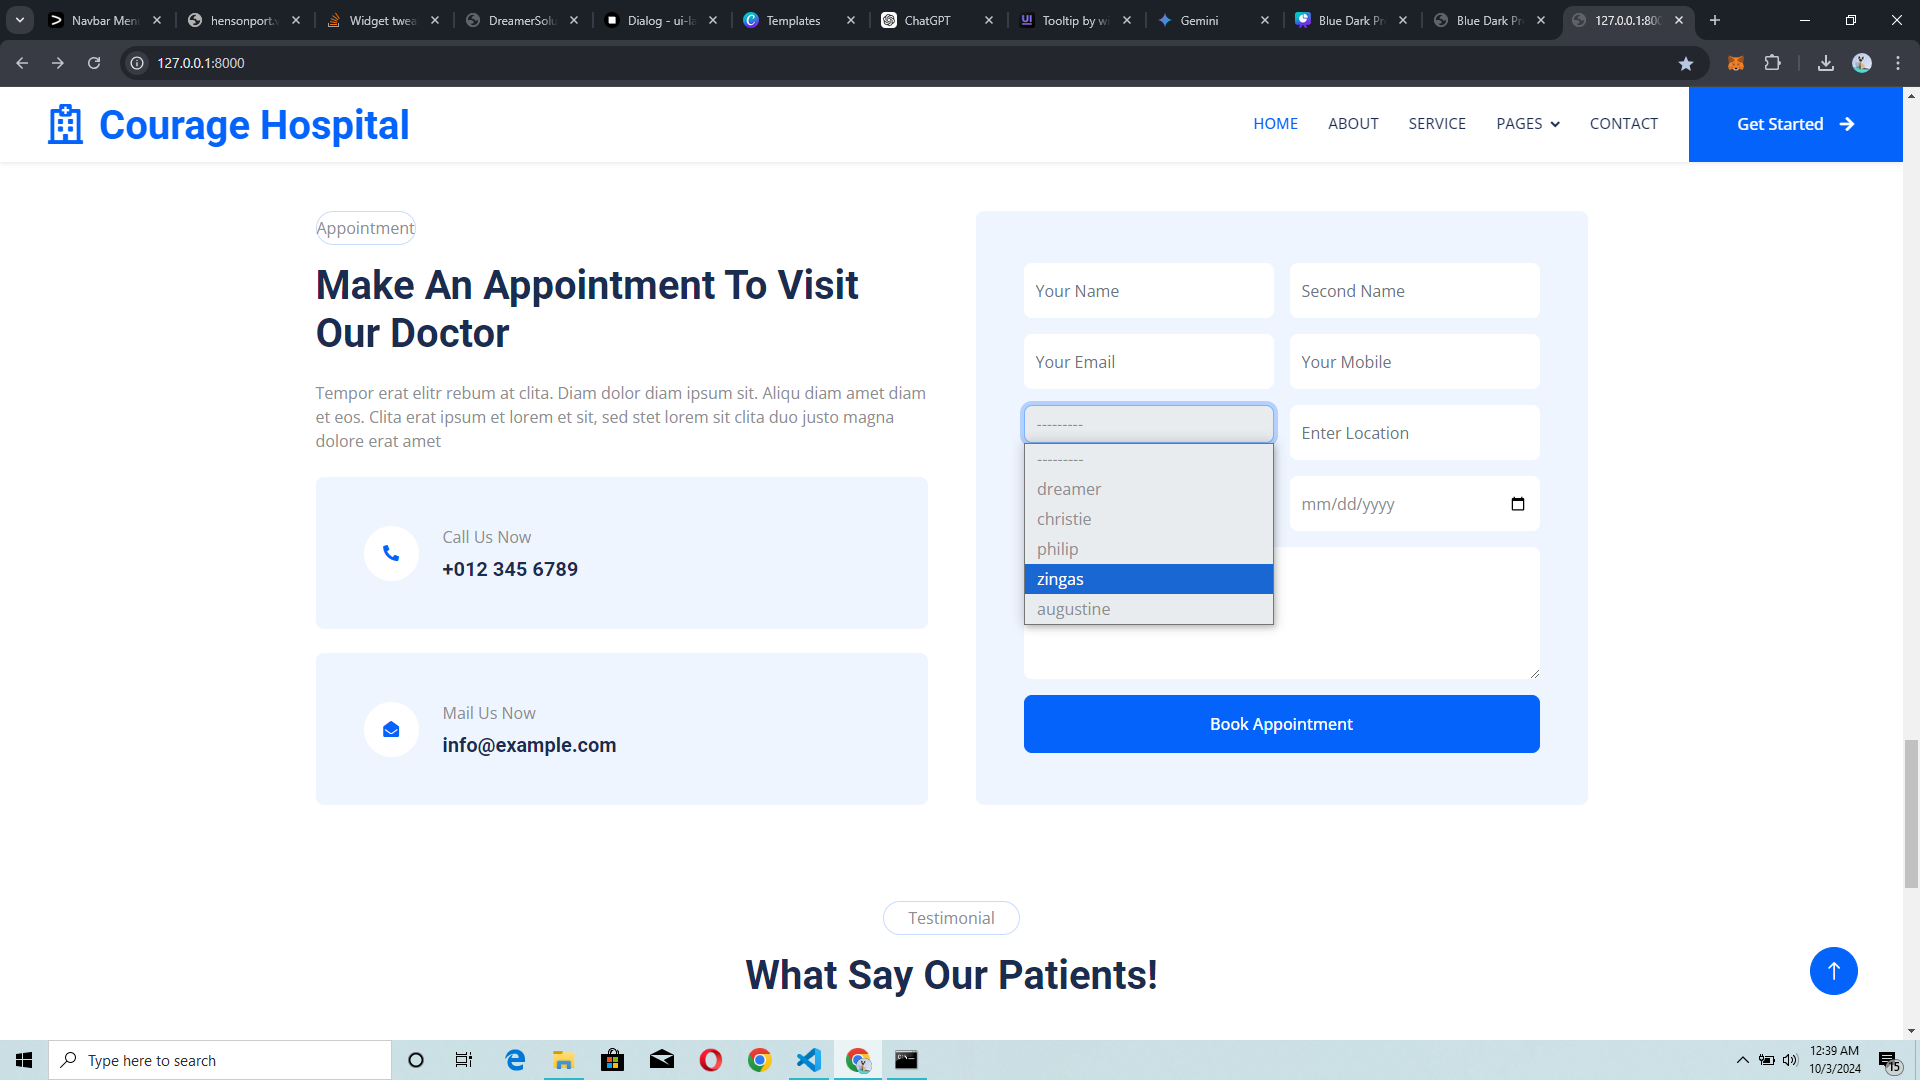 Navbar Men
hensonport.v
Widget twea
DreamerSolu
Dialog - ui-la
Templates
ChatGPT
Tooltip by wi
Gemini
Blue Dark Pr
Blue Dark Pr
127.0.0.1:800
127.0.0.1:8000
Courage Hospital
HOME
ABOUT
SERVICE
PAGES
CONTACT
Get Started
Appointment
Make An Appointment To Visit
Our Doctor
Tempor erat elitr rebum at clita. Diam dolor diam ipsum sit. Aliqu diam amet diam
et eos. Clita erat ipsum et lorem et sit, sed stet lorem sit clita duo justo magna
dolore erat amet
Call Us Now
+012 345 6789
Mail Us Now
info@example.com
Your Name
Second Name
Your Email
Your Mobile
---------
Enter Location
---------
dreamer
christie
philip
zingas
augustine
mm/dd/yyyy
Book Appointment
Testimonial
What Say Our Patients!
Type here to search
12:39 AM
10/3/2024
15